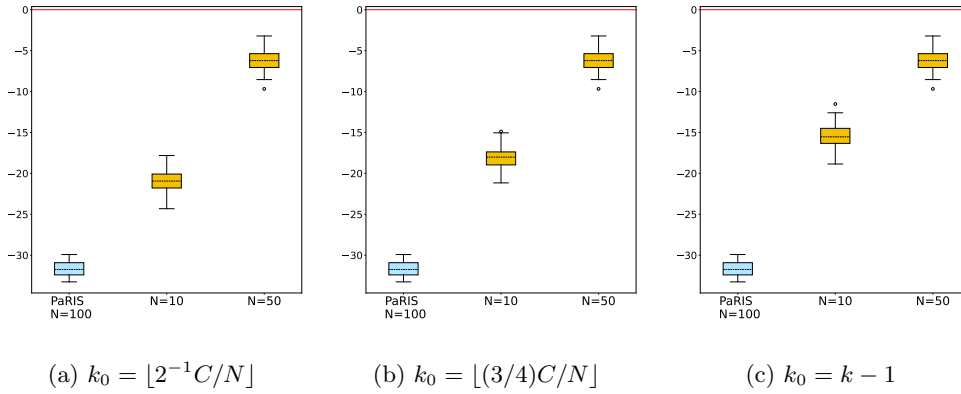 0
−5
−10
−15
−20
−25
−30
PaRIS
N=100
N=10
N=50
(a) k₀ = ⌊2⁻¹C/N⌋
0
−5
−10
−15
−20
−25
−30
PaRIS
N=100
N=10
N=50
(b) k₀ = ⌊(3/4)C/N⌋
0
−5
−10
−15
−20
−25
−30
PaRIS
N=100
N=10
N=50
(c) k₀ = k − 1